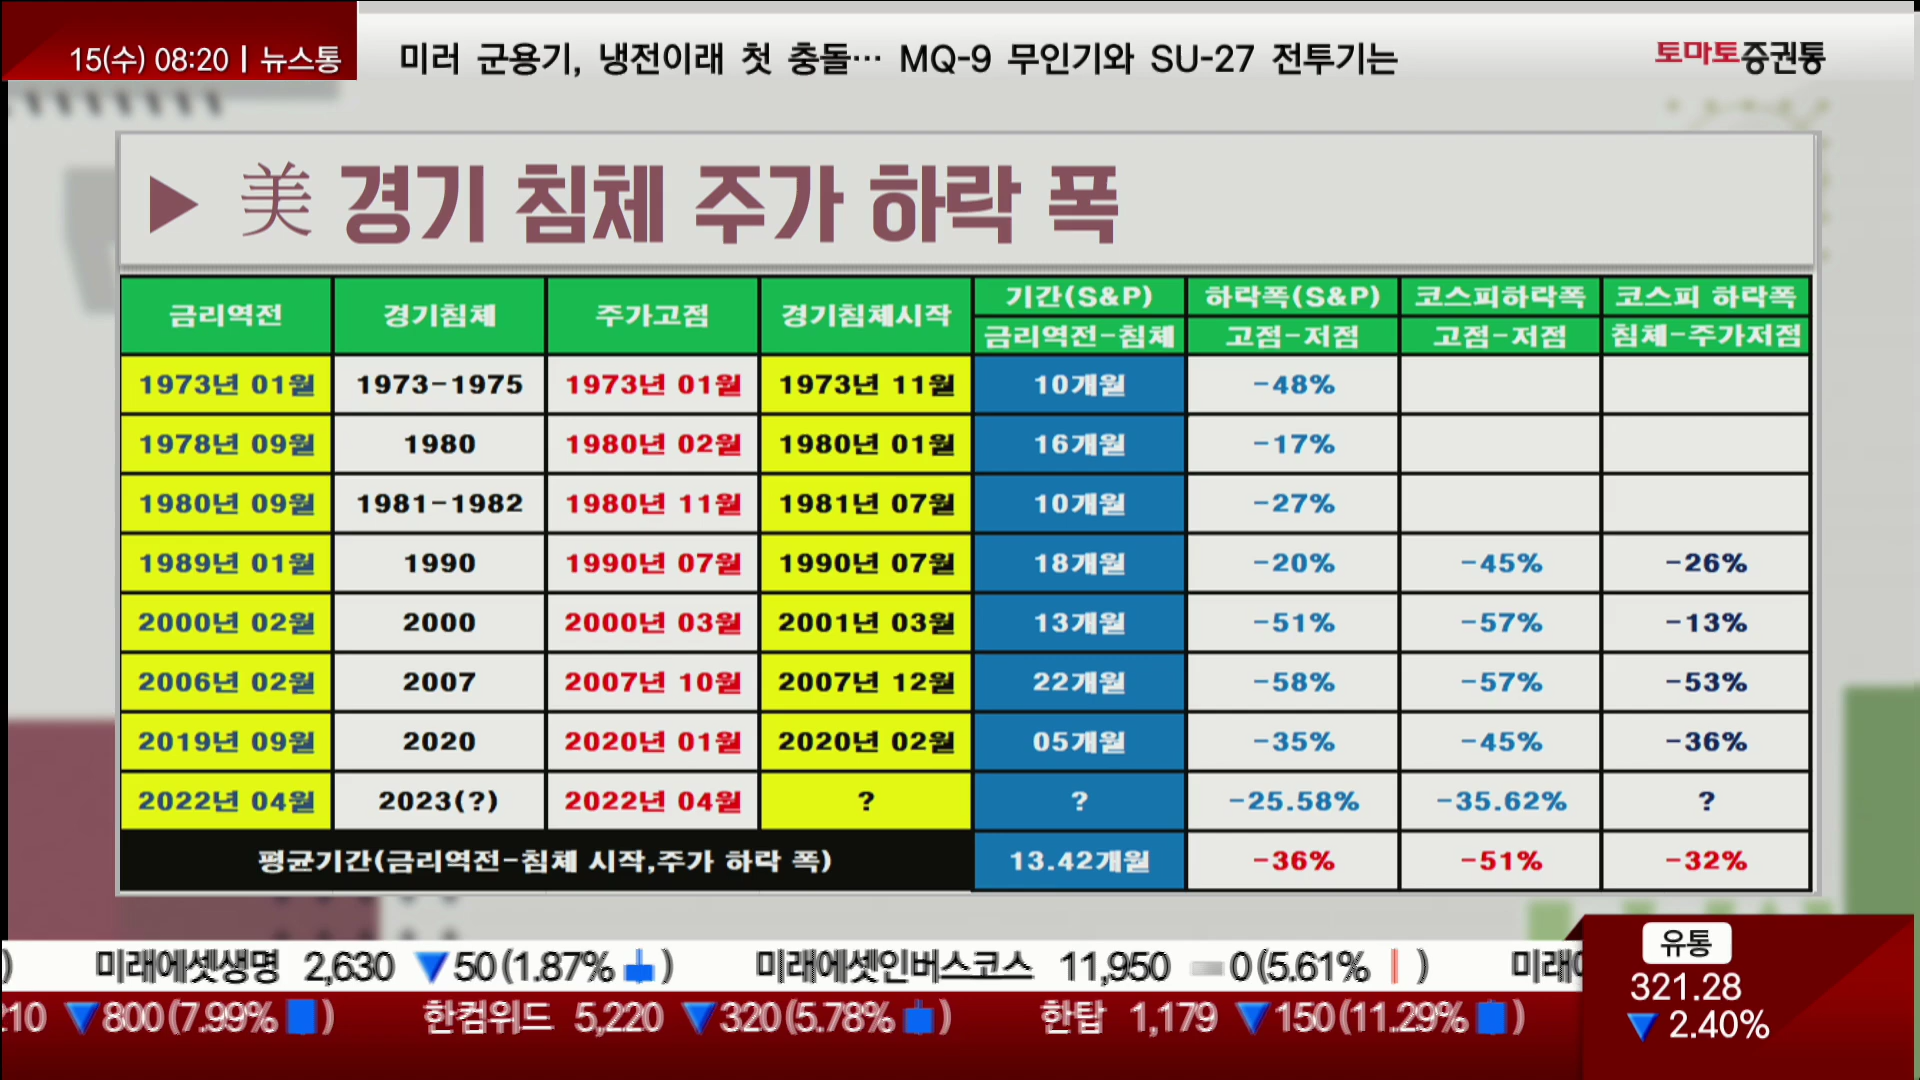 15(수) 08:20 | 뉴스통
미러 군용기, 냉전이래 첫 충돌… MQ-9 무인기와 SU-27 전투기는
토마토증권통
▶ 美 경기 침체 주가 하락 폭
금리역전 경기침체 주가고점 경기침체시작 기간(S&P) 하락폭(S&P) 코스피하락폭 코스피 하락폭
금리역전-침체 고점-저점 고점-저점 침체-주가저점
1973년 01월 1973-1975 1973년 01월 1973년 11월 10개월 -48%
1978년 09월 1980 1980년 02월 1980년 01월 16개월 -17%
1980년 09월 1981-1982 1980년 11월 1981년 07월 10개월 -27%
1989년 01월 1990 1990년 07월 1990년 07월 18개월 -20% -45% -26%
2000년 02월 2000 2000년 03월 2001년 03월 13개월 -51% -57% -13%
2006년 02월 2007 2007년 10월 2007년 12월 22개월 -58% -57% -53%
2019년 09월 2020 2020년 01월 2020년 02월 05개월 -35% -45% -36%
2022년 04월 2023(?) 2022년 04월 ? ? -25.58% -35.62% ?
평균기간(금리역전-침체 시작,주가 하락 폭) 13.42개월 -36% -51% -32%
) 미래에셋생명 2,630 ▼50(1.87% ) 미래에셋인버스코스 11,950 0(5.61% ) 미래
210 ▼800(7.99% ) 한컴위드 5,220 ▼320(5.78% ) 한탑 1,179 ▼150(11.29% )
유통
321.28
▼ 2.40%